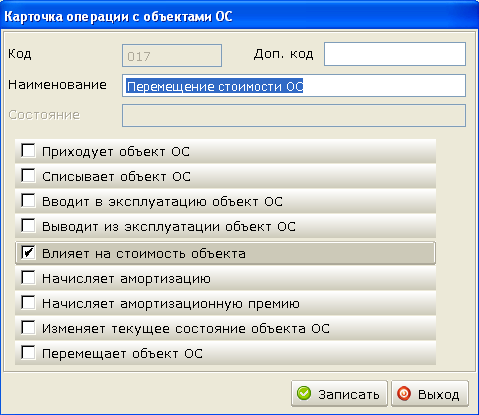 Карточка операции с объектами ОС
Код 017 Доп. код
Наименование Перемещение стоимости ОС
Состояние
Приходует объект ОС
Списывает объект ОС
Вводит в эксплуатацию объект ОС
Выводит из эксплуатации объект ОС
Влияет на стоимость объекта
Начисляет амортизацию
Начисляет амортизационную премию
Изменяет текущее состояние объекта ОС
Перемещает объект ОС
Записать Выход